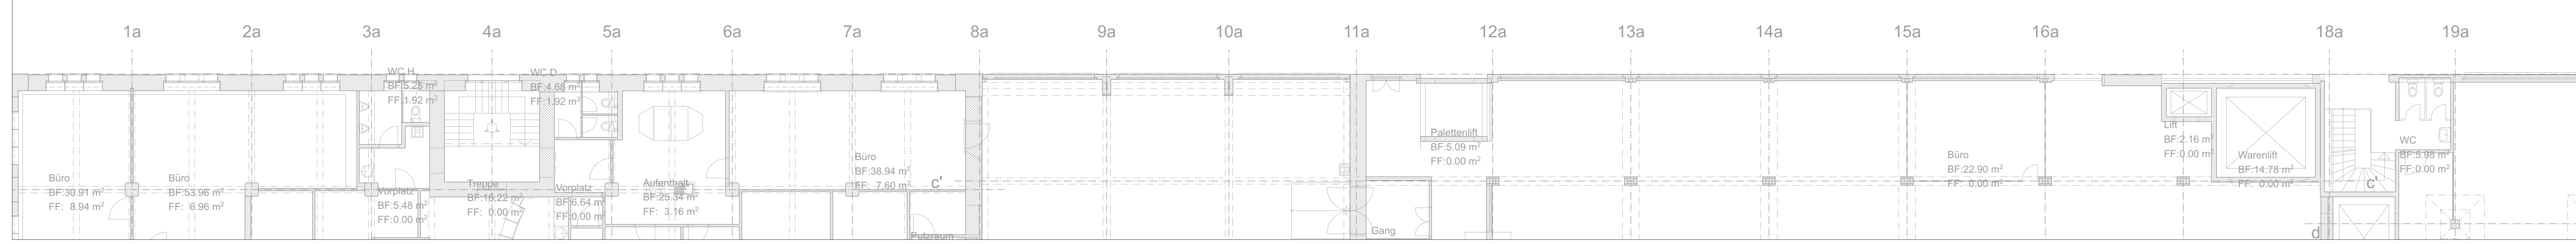 1a 2a 3a 4a 5a 6a 7a 8a 9a 10a 11a 12a 13a 14a 15a 16a 18a 19a
WC H
BF:5.25 m²
FF:1.92 m²
WC D
BF:4.68 m²
FF:1.92 m²
Büro
BF:30.91 m²
FF: 8.94 m²
Büro
BF:53.96 m²
FF: 6.96 m²
Vorplatz
BF:5.48 m²
FF:0.00 m²
Treppe
BF:18.22 m²
FF: 0.00 m²
Vorplatz
BF:6.64 m²
FF:0.00 m²
Aufenthalt
BF:25.34 m²
FF: 3.16 m²
Büro
BF:38.94 m²
FF: 7.60 m²
c'
Putzraum
Palettenlift
BF:5.09 m²
FF:0.00 m²
Gang
Büro
BF:22.90 m²
FF: 0.00 m²
Lift
BF:2.16 m²
FF:0.00 m²
Warenlift
BF:14.78 m²
FF: 0.00 m²
WC
BF:5.98 m²
FF:0.00 m²
c'
d